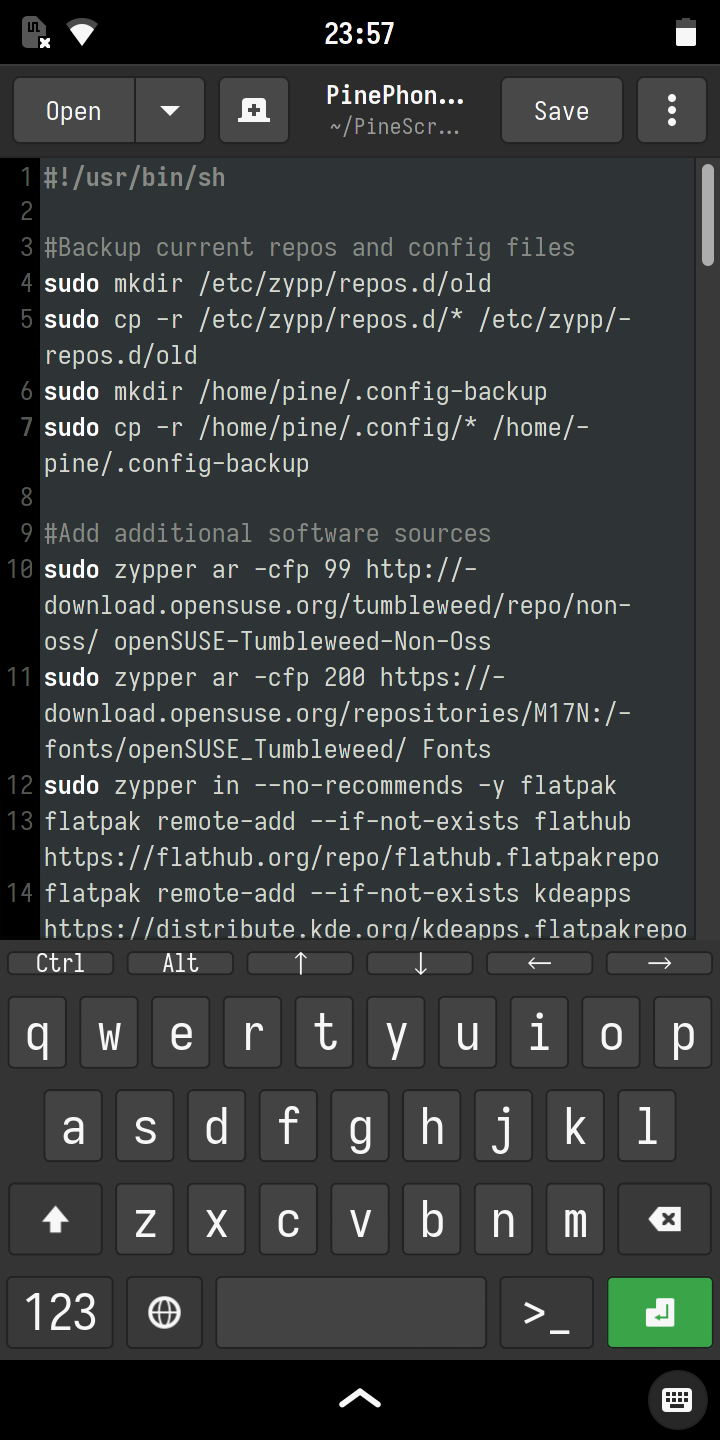 23:57
Open
PinePhon...
~/PineScr...
Save
1 #!/usr/bin/sh
2
3 #Backup current repos and config files
4 sudo mkdir /etc/zypp/repos.d/old
5 sudo cp -r /etc/zypp/repos.d/* /etc/zypp/-
repos.d/old
6 sudo mkdir /home/pine/.config-backup
7 sudo cp -r /home/pine/.config/* /home/-
pine/.config-backup
8
9 #Add additional software sources
10 sudo zypper ar -cfp 99 http://-
download.opensuse.org/tumbleweed/repo/non-
oss/ openSUSE-Tumbleweed-Non-Oss
11 sudo zypper ar -cfp 200 https://-
download.opensuse.org/repositories/M17N:/-
fonts/openSUSE_Tumbleweed/ Fonts
12 sudo zypper in --no-recommends -y flatpak
13 flatpak remote-add --if-not-exists flathub
https://flathub.org/repo/flathub.flatpakrepo
14 flatpak remote-add --if-not-exists kdeapps
https://distribute.kde.org/kdeapps.flatpakrepo
Ctrl Alt ↑ ↓ ← →
q w e r t y u i o p
a s d f g h j k l
z x c v b n m
123 >_